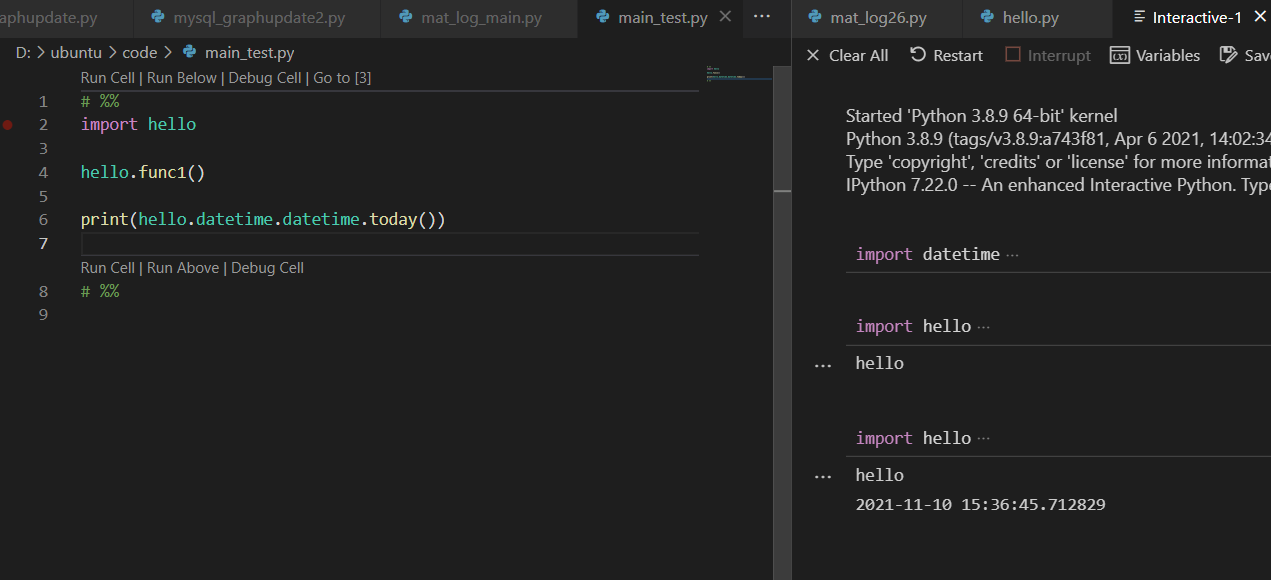 aphupdate.py mysql_graphupdate2.py mat_log_main.py main_test.py ···
D: > ubuntu > code > main_test.py
Run Cell | Run Below | Debug Cell | Go to [3]
1 # %%
2 import hello
3
4 hello.func1()
5
6 print(hello.datetime.datetime.today())
7
Run Cell | Run Above | Debug Cell
8 # %%
9
mat_log26.py hello.py Interactive-1
Clear All Restart Interrupt Variables Sav
Started 'Python 3.8.9 64-bit' kernel
Python 3.8.9 (tags/v3.8.9:a743f81, Apr 6 2021, 14:02:34
Type 'copyright', 'credits' or 'license' for more informat
IPython 7.22.0 -- An enhanced Interactive Python. Type
import datetime ···
import hello ···
... hello
import hello ···
... hello
2021-11-10 15:36:45.712829